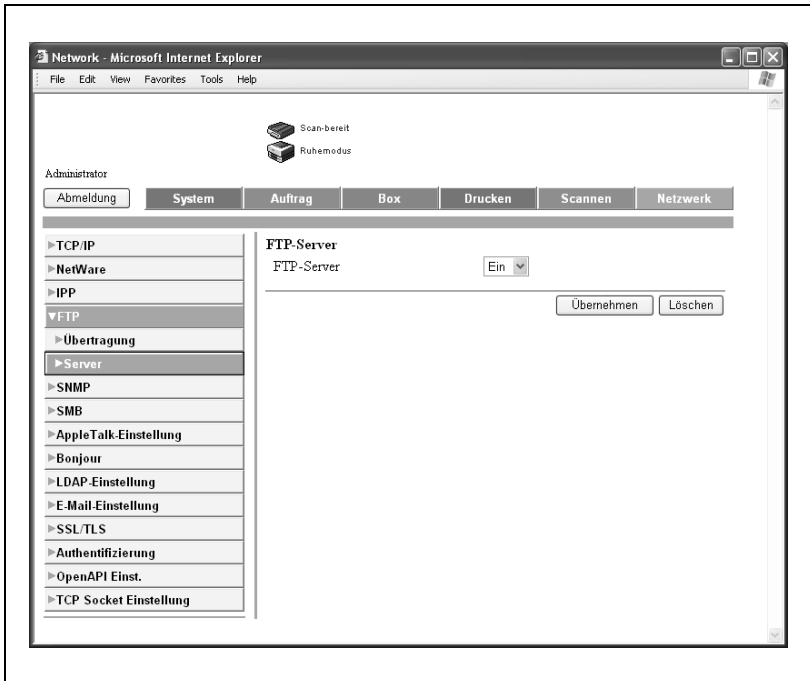 Network - Microsoft Internet Explorer
File Edit View Favorites Tools Help
Scan-bereit
Ruhemodus
Administrator
Abmeldung System Auftrag Box Drucken Scannen Netzwerk
TCP/IP
NetWare
IPP
FTP
Übertragung
Server
SNMP
SMB
AppleTalk-Einstellung
Bonjour
LDAP-Einstellung
E-Mail-Einstellung
SSL/TLS
Authentifizierung
OpenAPI Einst.
TCP Socket Einstellung
FTP-Server
FTP-Server Ein
Übernehmen Löschen